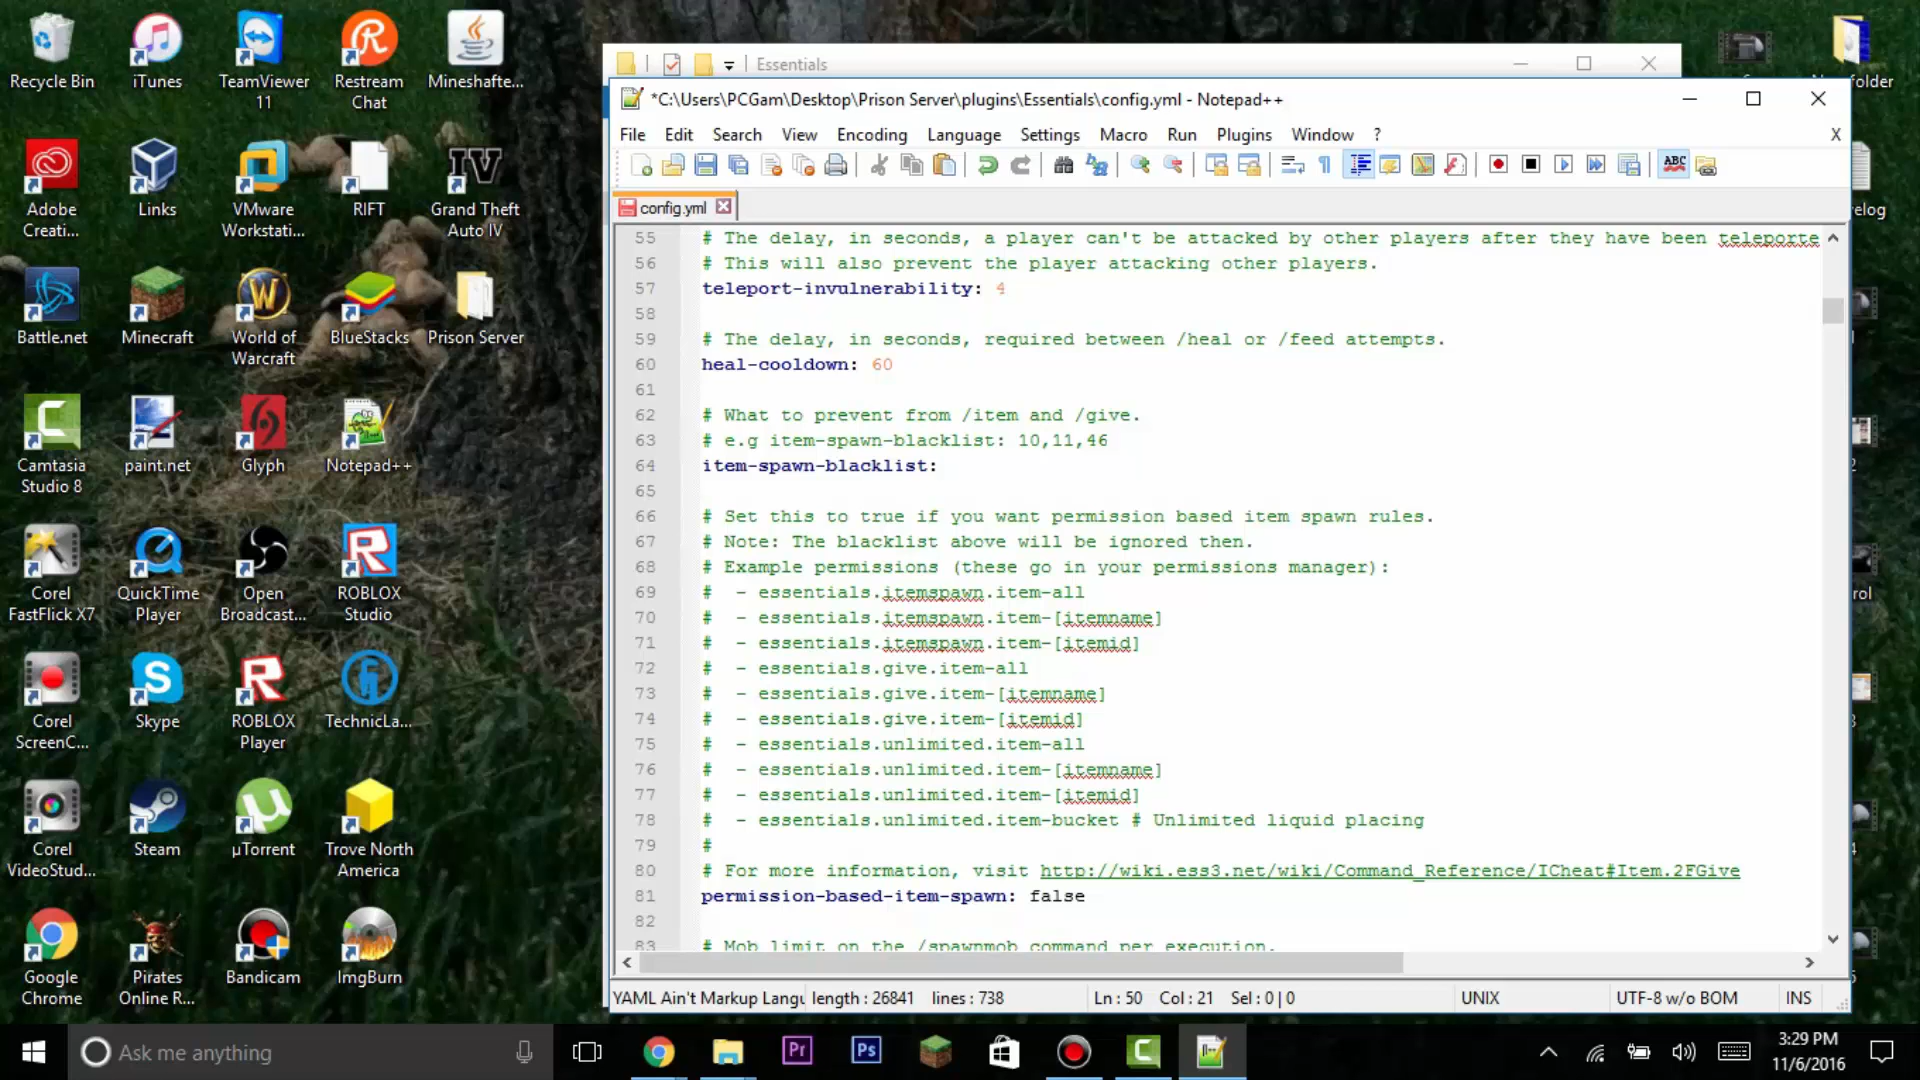 Recycle Bin
iTunes
TeamViewer
11
Restream
Chat
Mineshafte...
Adobe
Creati...
Links
VMware
Workstati...
RIFT
Grand Theft
Auto IV
Battle.net
Minecraft
World of
Warcraft
BlueStacks
Prison Server
Camtasia
Studio 8
paint.net
Glyph
Notepad++
Corel
FastFlick X7
QuickTime
Player
Open
Broadcast...
ROBLOX
Studio
Corel
ScreenC...
Skype
ROBLOX
Player
TechnicLa...
Corel
VideoStud...
Steam
µTorrent
Trove North
America
Google
Chrome
Pirates
Online R...
Bandicam
ImgBurn
Essentials
*C:\Users\PCGam\Desktop\Prison Server\plugins\Essentials\config.yml - Notepad++
File Edit Search View Encoding Language Settings Macro Run Plugins Window ? X
config.yml
55 # The delay, in seconds, a player can't be attacked by other players after they have been teleporte
56 # This will also prevent the player attacking other players.
57 teleport-invulnerability: 4
58
59 # The delay, in seconds, required between /heal or /feed attempts.
60 heal-cooldown: 60
61
62 # What to prevent from /item and /give.
63 # e.g item-spawn-blacklist: 10,11,46
64 item-spawn-blacklist:
65
66 # Set this to true if you want permission based item spawn rules.
67 # Note: The blacklist above will be ignored then.
68 # Example permissions (these go in your permissions manager):
69 #  - essentials.itemspawn.item-all
70 #  - essentials.itemspawn.item-[itemname]
71 #  - essentials.itemspawn.item-[itemid]
72 #  - essentials.give.item-all
73 #  - essentials.give.item-[itemname]
74 #  - essentials.give.item-[itemid]
75 #  - essentials.unlimited.item-all
76 #  - essentials.unlimited.item-[itemname]
77 #  - essentials.unlimited.item-[itemid]
78 #  - essentials.unlimited.item-bucket # Unlimited liquid placing
79 #
80 # For more information, visit http://wiki.ess3.net/wiki/Command_Reference/ICheat#Item.2FGive
81 permission-based-item-spawn: false
82
83 # Mob limit on the /spawnmob command per execution.
YAML Ain't Markup Langu length : 26841 lines : 738 Ln : 50 Col : 21 Sel : 0 | 0 UNIX UTF-8 w/o BOM INS
Ask me anything
3:29 PM
11/6/2016